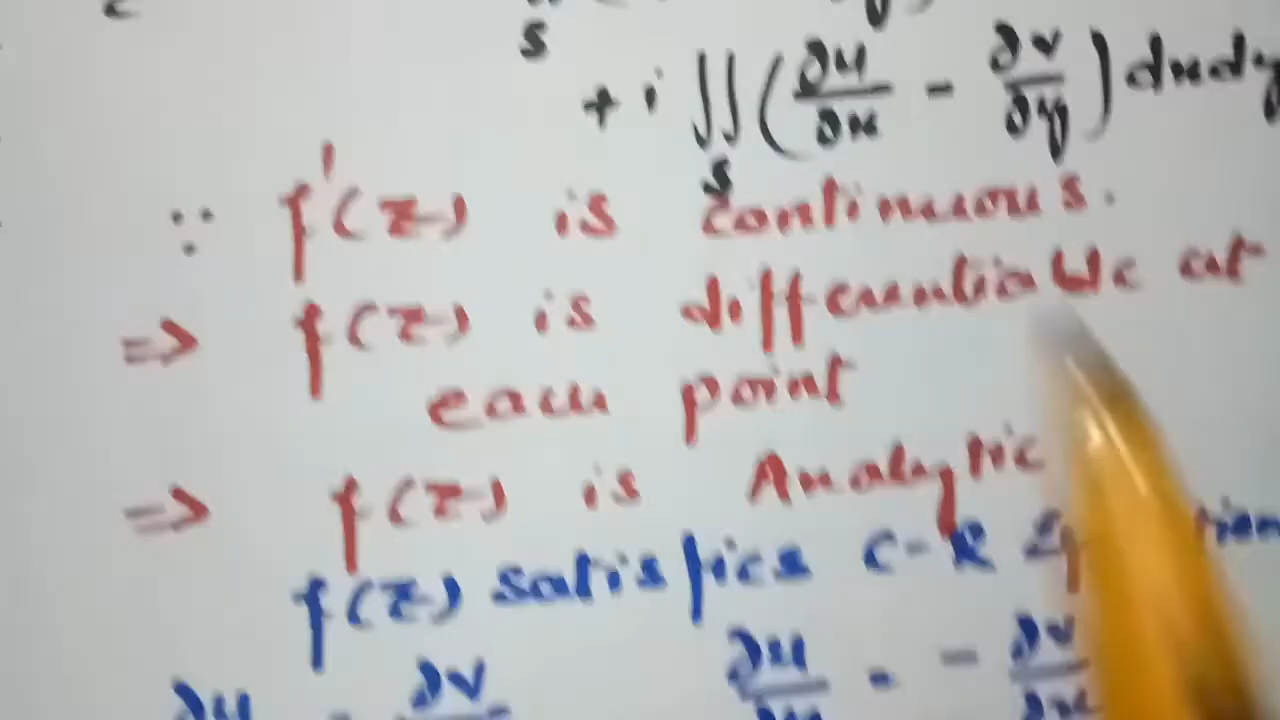 s
+ i ∬ₛ (∂u/∂x - ∂v/∂y) dxdy
∵ f'(z) is continuous.
=> f(z) is differentiable at
each point
=> f(z) is Analytic
f(z) satisfies C-R
∂u = ∂v ∂u/∂y = - ∂v/∂x